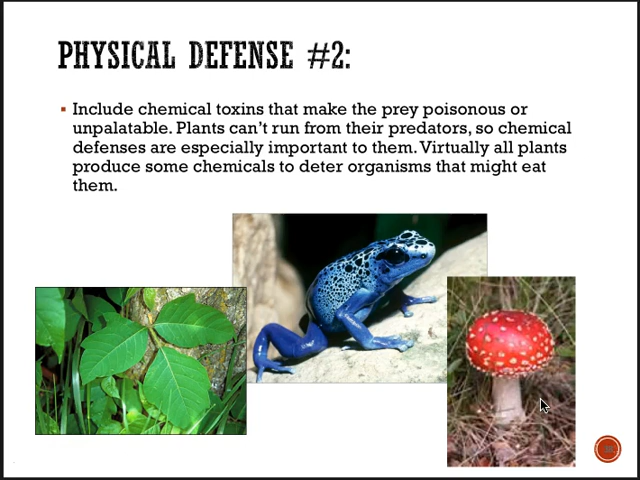 PHYSICAL DEFENSE #2:
▪ Include chemical toxins that make the prey poisonous or
unpalatable. Plants can't run from their predators, so chemical
defenses are especially important to them. Virtually all plants
produce some chemicals to deter organisms that might eat
them.